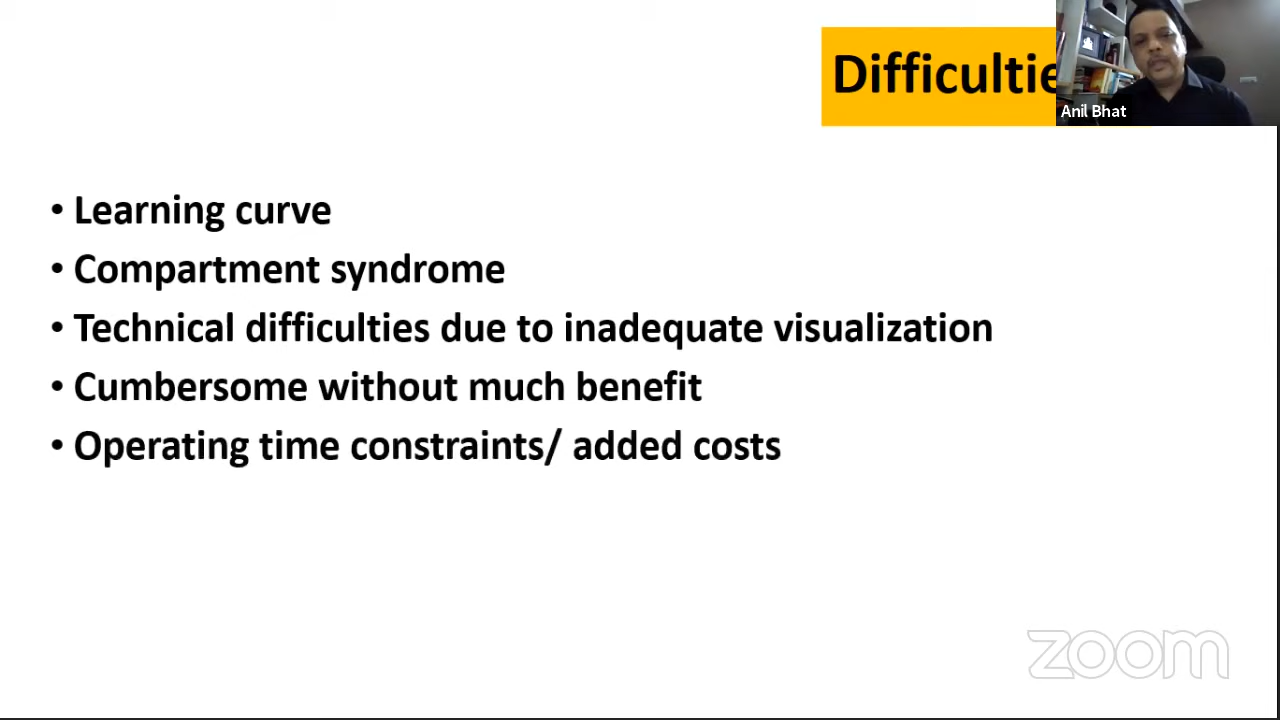 Difficultie
Anil Bhat
• Learning curve
• Compartment syndrome
• Technical difficulties due to inadequate visualization
• Cumbersome without much benefit
• Operating time constraints/ added costs
zoom